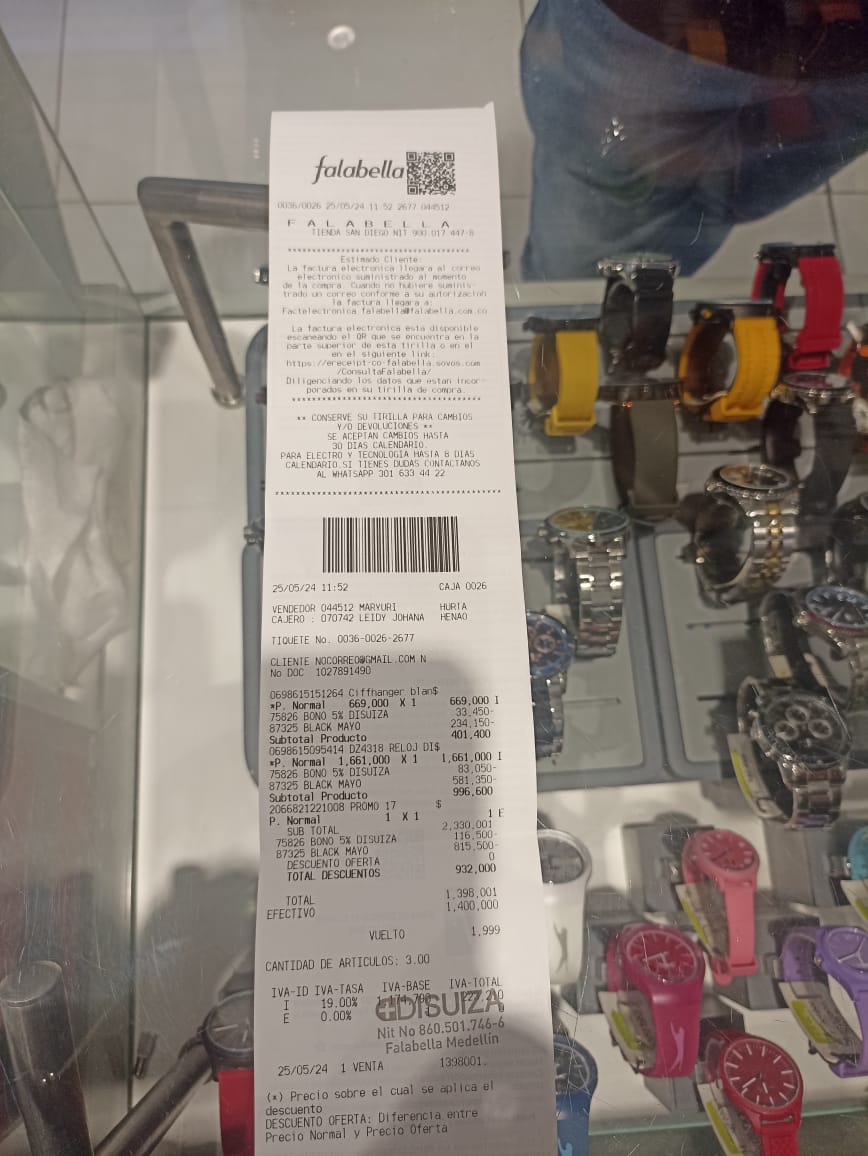 falabella
0036/0026 25/05/24 11:52 2677 044512
F A L A B E L L A
TIENDA SAN DIEGO NIT 900.017.447-8
**************************************
Estimado Cliente:
La factura electronica llegara al correo
electronico suministrado al momento
de la compra. Cuando no hubiere suminis-
trado un correo conforme a su autorizacion
la factura llegara a:
Factelectronica.falabella@falabella.com.co
La factura electronica esta disponible
escaneando el QR que se encuentra en la
parte superior de esta tirilla o en el
en el siguiente link:
https://ereceipt-co-falabella.sovos.com
/ConsultaFalabella/
Diligenciando los datos que estan incor-
porados en su tirilla de compra.
**************************************
** CONSERVE SU TIRILLA PARA CAMBIOS
Y/O DEVOLUCIONES **
SE ACEPTAN CAMBIOS HASTA
30 DIAS CALENDARIO.
PARA ELECTRO Y TECNOLOGIA HASTA 8 DIAS
CALENDARIO.SI TIENES DUDAS CONTACTANOS
AL WHATSAPP 301 633 44 22
****************************************
25/05/24 11:52 CAJA 0026
VENDEDOR 044512 MARYURI HURTA
CAJERO : 070742 LEIDY JOHANA HENAO
TIQUETE No. 0036-0026-2677
CLIENTE NOCORREO@GMAIL.COM N
No DOC 1027891490
0698615151264 Cliffhanger blan$
*P. Normal 669,000 X 1 669,000 I
75826 BONO 5% DISUIZA 33,450-
87325 BLACK MAYO 234,150-
Subtotal Producto 401,400
0698615095414 DZ4318 RELOJ DI$
*P. Normal 1,661,000 X 1 1,661,000 I
75826 BONO 5% DISUIZA 83,050-
87325 BLACK MAYO 581,350-
Subtotal Producto 996,600
2066821221008 PROMO 17 $
P. Normal 1 X 1 1 E
SUB TOTAL 2,330,001
75826 BONO 5% DISUIZA 116,500-
87325 BLACK MAYO 815,500-
DESCUENTO OFERTA 0
TOTAL DESCUENTOS 932,000
TOTAL 1,398,001
EFECTIVO 1,400,000
VUELTO 1,999
CANTIDAD DE ARTICULOS: 3.00
IVA-ID IVA-TASA IVA-BASE IVA-TOTAL
I 19.00%
E 0.00%
DISUIZA
Nit No 860.501.746-6
Falabella Medellín
25/05/24 1 VENTA 1398001.
(*) Precio sobre el cual se aplica el
descuento
DESCUENTO OFERTA: Diferencia entre
Precio Normal y Precio Oferta